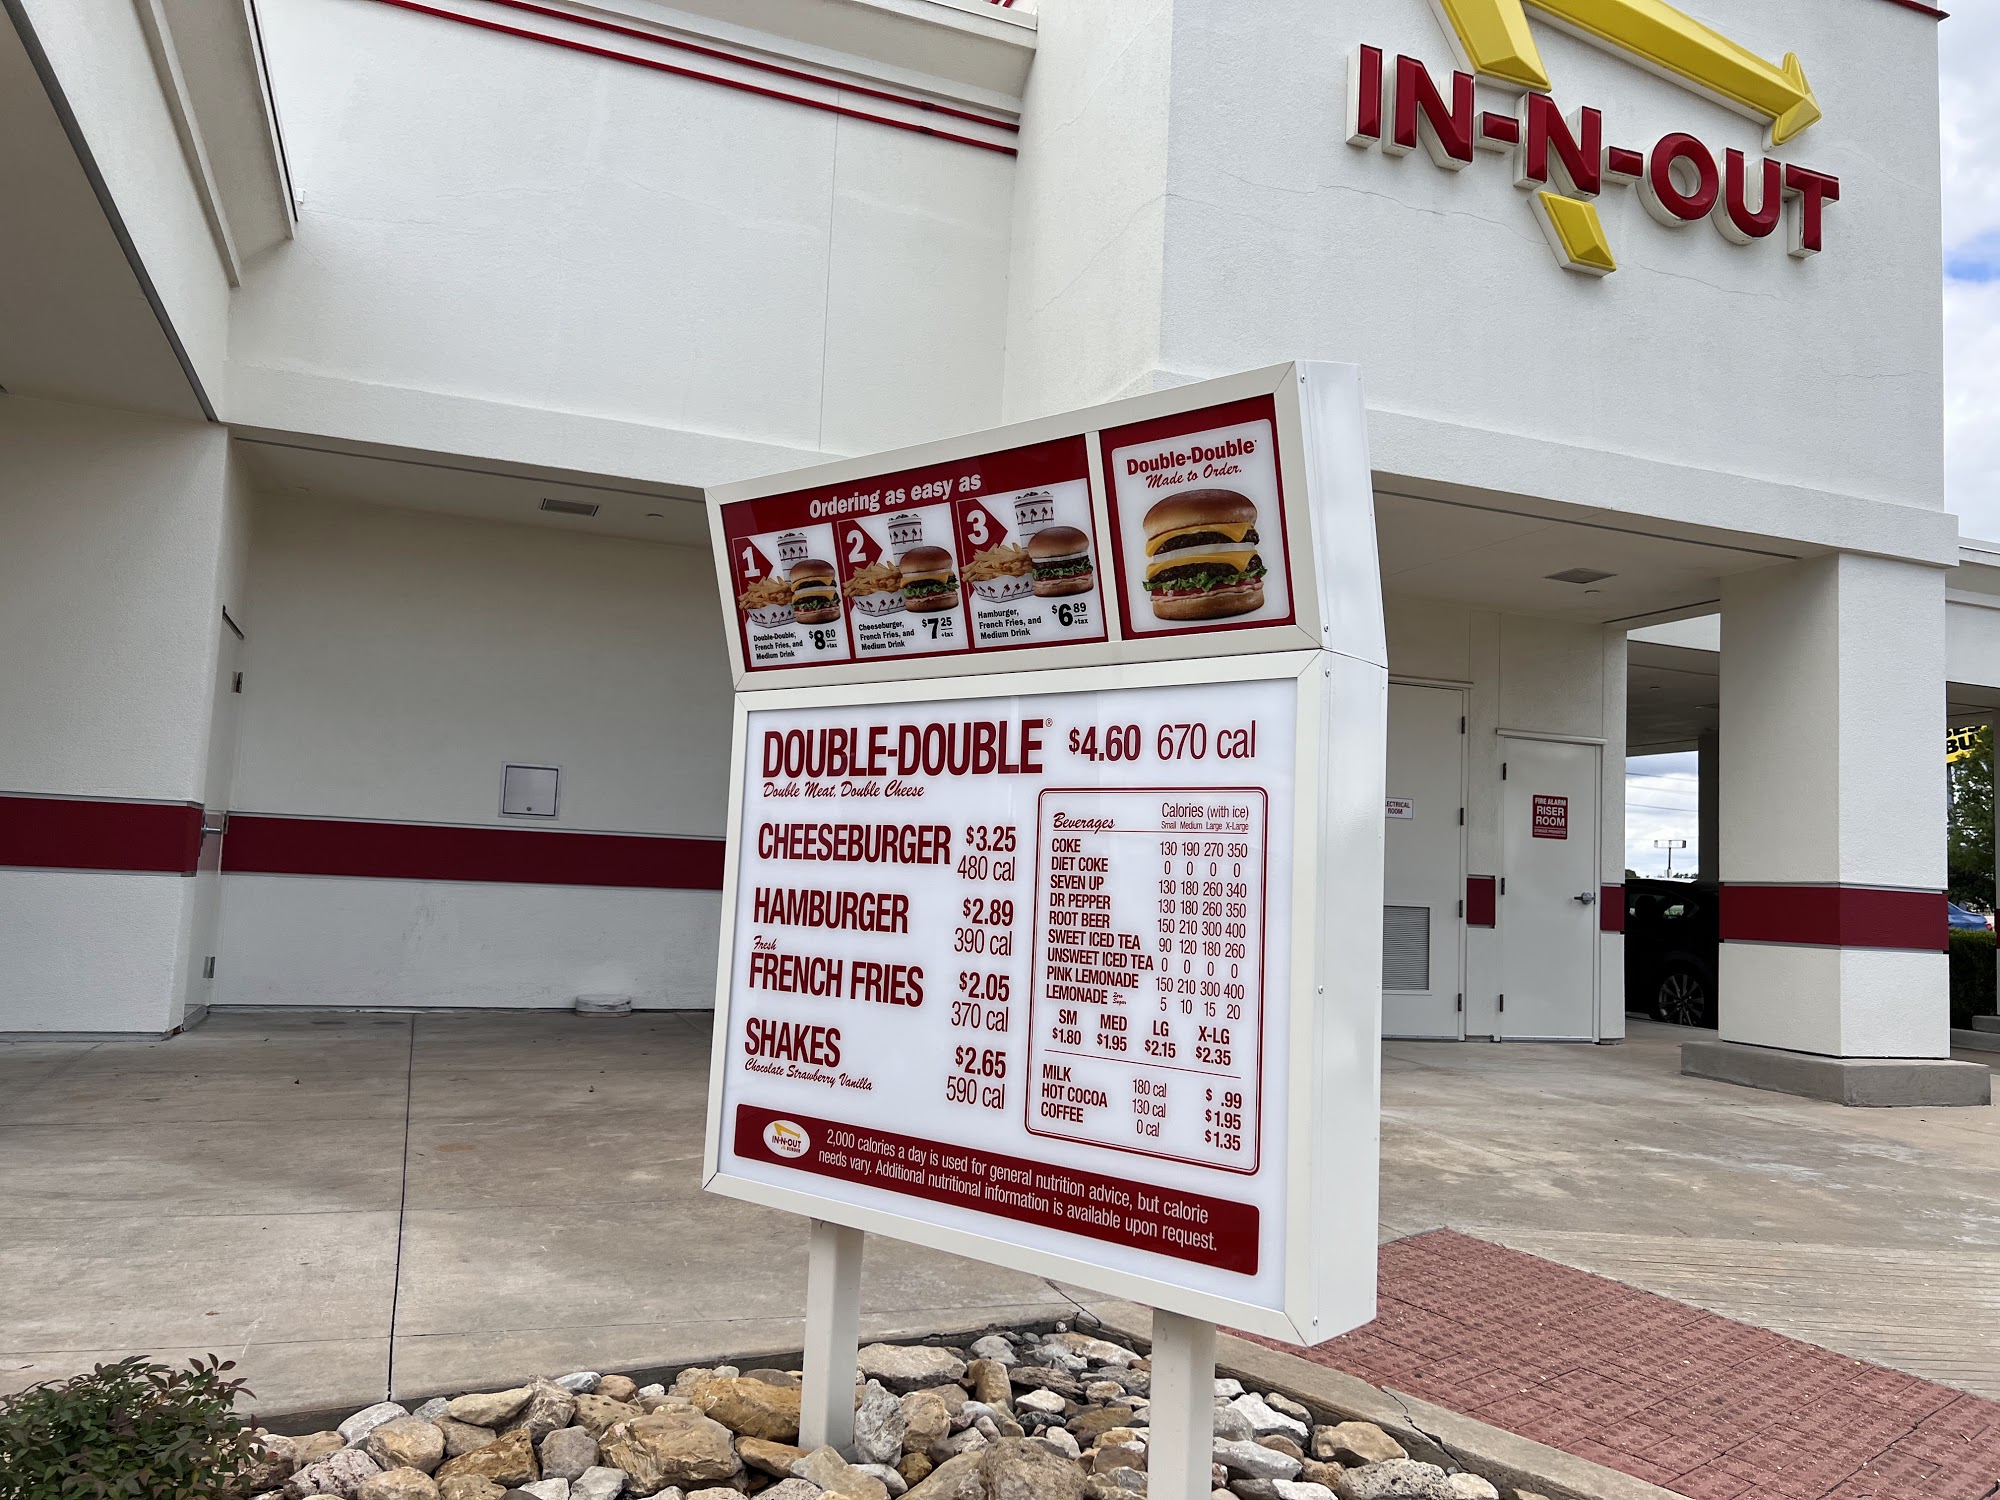 IN-N-OUT
Ordering as easy as
1
Double-Double,
French Fries, and
Medium Drink
$8 60
+tax
2
Cheeseburger,
French Fries, and
Medium Drink
$7 25
+tax
3
Hamburger,
French Fries, and
Medium Drink
$6 89
+tax
Double-Double
Made to Order.
DOUBLE-DOUBLE® $4.60 670 cal
Double Meat, Double Cheese
CHEESEBURGER $3.25
480 cal
HAMBURGER $2.89
390 cal
Fresh
FRENCH FRIES $2.05
370 cal
SHAKES $2.65
Chocolate Strawberry Vanilla 590 cal
Beverages Calories (with ice)
Small Medium Large X-Large
COKE 130 190 270 350
DIET COKE 0 0 0 0
SEVEN UP 130 180 260 340
DR PEPPER 130 180 260 350
ROOT BEER 150 210 300 400
SWEET ICED TEA 90 120 180 260
UNSWEET ICED TEA 0 0 0 0
PINK LEMONADE 150 210 300 400
LEMONADE Zero Sugar 5 10 15 20
SM MED LG X-LG
$1.80 $1.95 $2.15 $2.35
MILK 180 cal $ .99
HOT COCOA 130 cal $1.95
COFFEE 0 cal $1.35
IN-N-OUT
BURGER
2,000 calories a day is used for general nutrition advice, but calorie
needs vary. Additional nutritional information is available upon request.
ECTRICAL
ROOM
FIRE ALARM
RISER
ROOM
BU